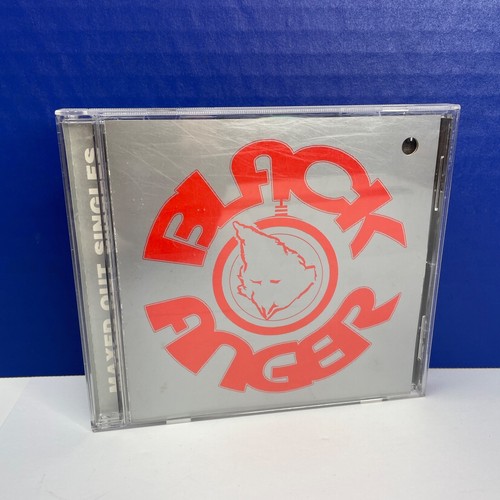 BLACK
ANGER
MAXED OUT SINGLES